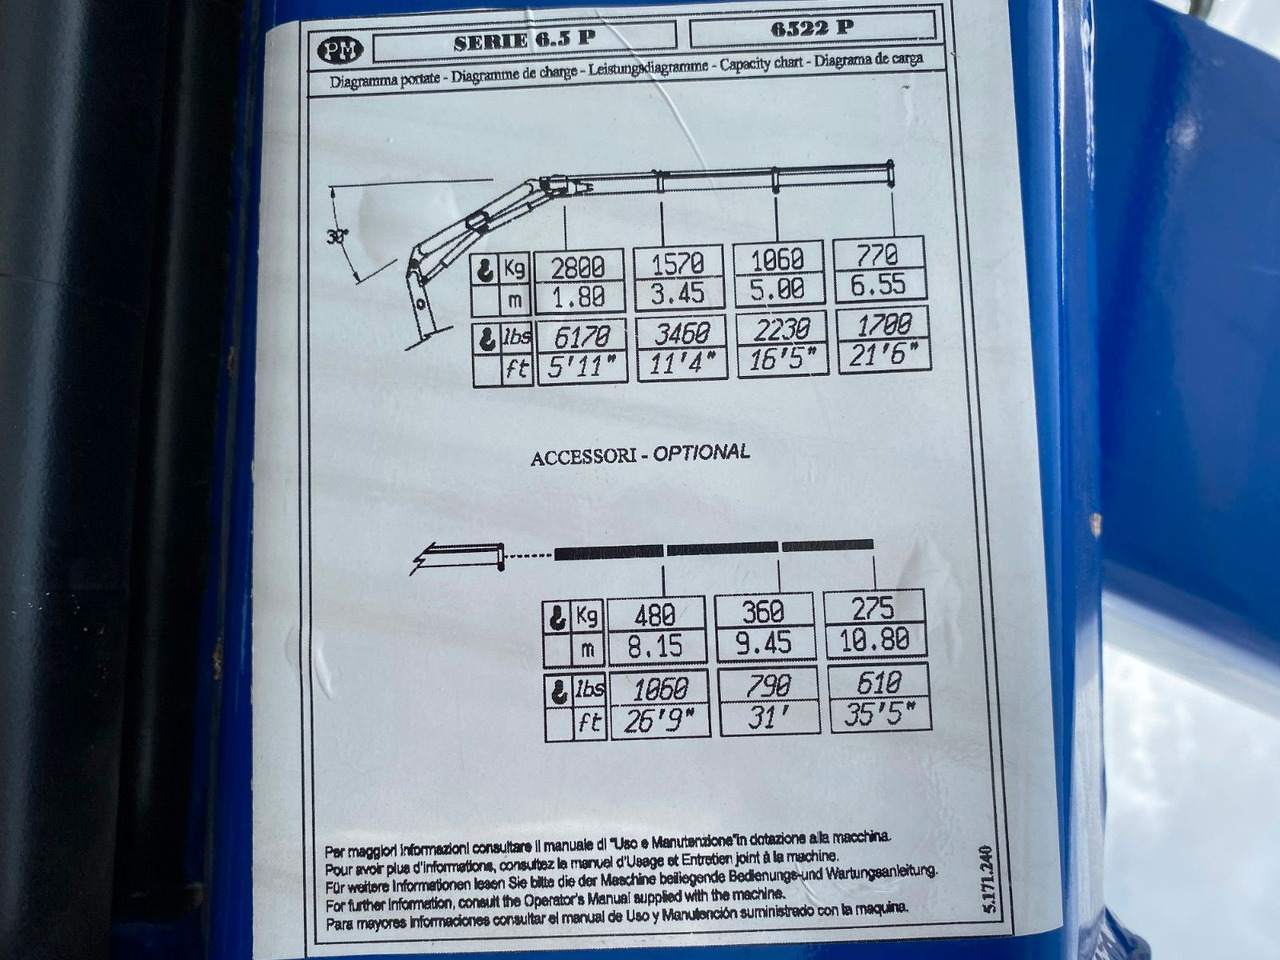 PM SERIE 6.5 P 6522 P
Diagramma portate - Diagramme de charge - Leistungsdiagramme - Capacity chart - Diagrama de carga
30°
Kg 2800 1570 1060 770
m 1.80 3.45 5.00 6.55
lbs 6170 3460 2230 1700
ft 5'11" 11'4" 16'5" 21'6"
ACCESSORI - OPTIONAL
Kg 480 360 275
m 8.15 9.45 10.80
lbs 1060 790 610
ft 26'9" 31' 35'5"
Per maggiori informazioni consultare il manuale di "Uso e Manutenzione"in dotazione alla macchina.
Pour avoir plus d'informations, consultez le manuel d'Usage et Entretien joint à la machine.
Für weitere Informationen lesen Sie bitte die der Maschine beiliegende Bedienungs-und Wartungsanleitung.
For further information, consult the Operator's Manual supplied with the machine.
Para mayores informaciones consultar el manual de Uso y Manutención suministrado con la maquina.
5.171.240